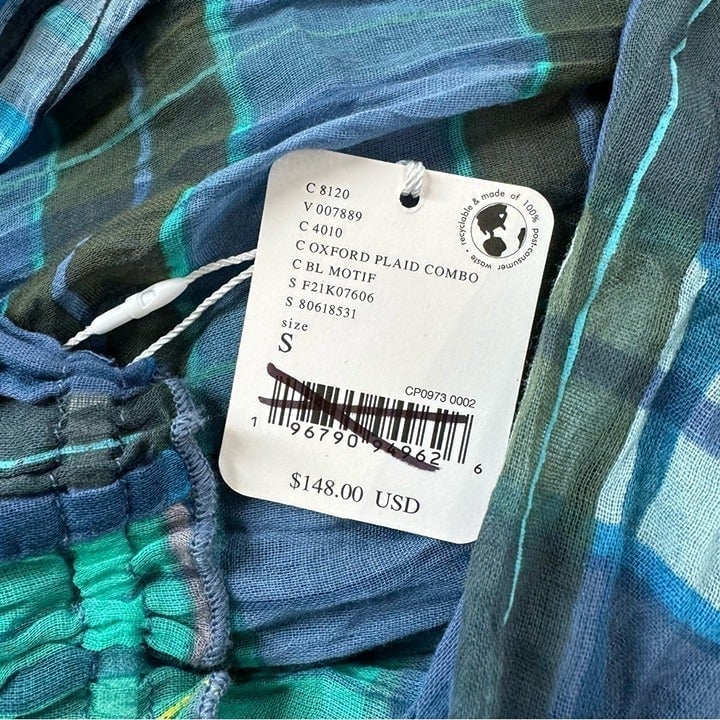 C 8120
V 007889
C 4010
C OXFORD PLAID COMBO
C BL MOTIF
S F21K07606
S 80618531
size
S
recyclable & made of 100% post-consumer waste •
CP0973 0002
1 96790 94962 6
$148.00 USD